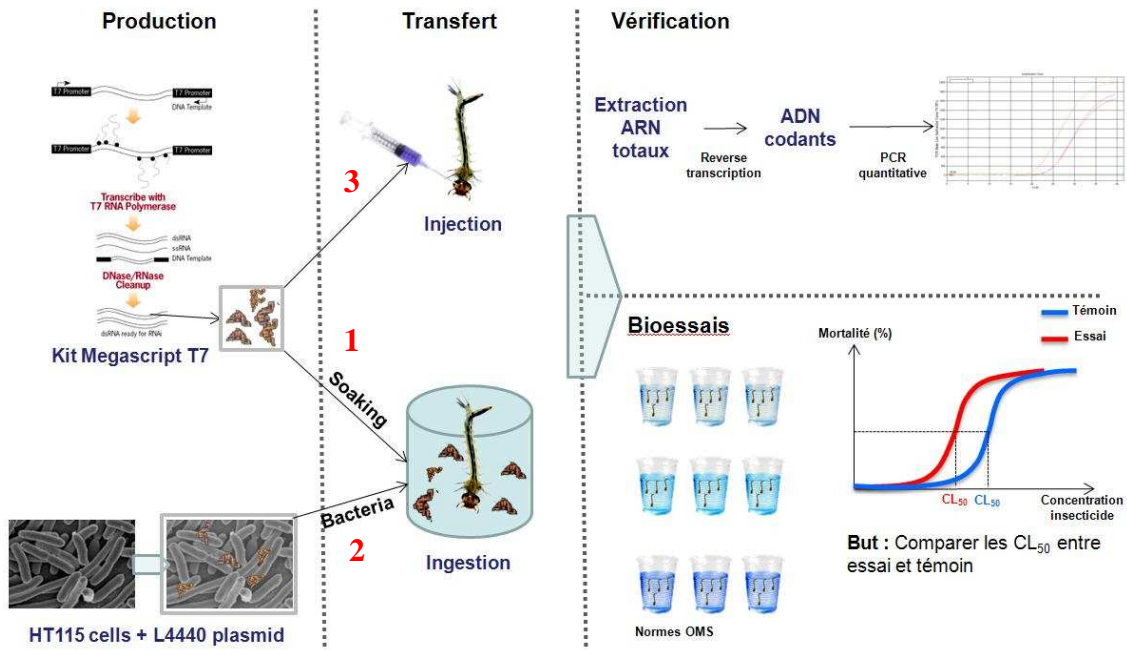 Production
T7 Promoter
T7 Promoter
DNA Template
T7 Promoter
T7 Promoter
Transcribe with
T7 RNA Polymerase
dsRNA
ssRNA
DNA Template
DNase/RNase
Cleanup
dsRNA ready for RNAi
Kit Megascript T7
HT115 cells + L4440 plasmid
Transfert
3
Injection
1
Soaking
Bacteria
2
Ingestion
Vérification
Extraction
ARN
totaux
Reverse
transcription
ADN
codants
PCR
quantitative
Bioessais
Normes OMS
Mortalité (%)
Témoin
Essai
CL50
CL50
Concentration
insecticide
But : Comparer les CL50 entre
essai et témoin